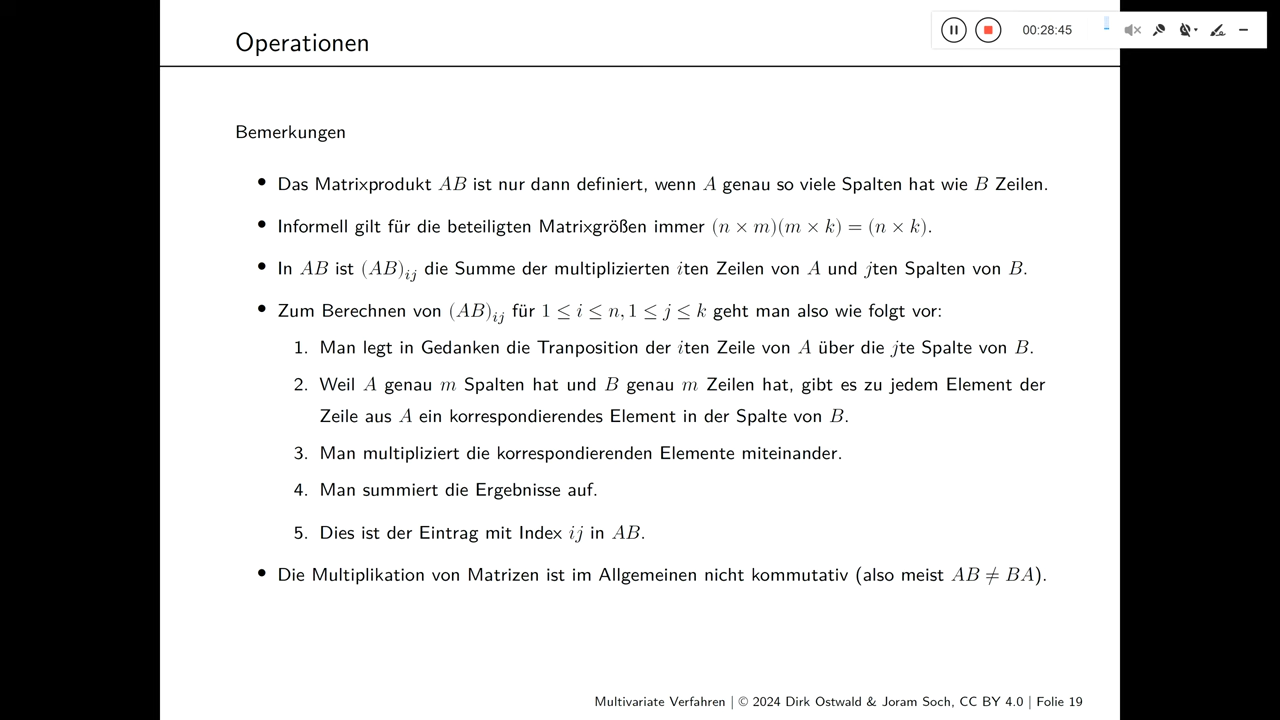 Operationen
00:28:45
Bemerkungen
• Das Matrixprodukt AB ist nur dann definiert, wenn A genau so viele Spalten hat wie B Zeilen.
• Informell gilt für die beteiligten Matrixgrößen immer (n × m)(m × k) = (n × k).
• In AB ist (AB)ij die Summe der multiplizierten iten Zeilen von A und jten Spalten von B.
• Zum Berechnen von (AB)ij für 1 ≤ i ≤ n, 1 ≤ j ≤ k geht man also wie folgt vor:
1. Man legt in Gedanken die Tranposition der iten Zeile von A über die jte Spalte von B.
2. Weil A genau m Spalten hat und B genau m Zeilen hat, gibt es zu jedem Element der
Zeile aus A ein korrespondierendes Element in der Spalte von B.
3. Man multipliziert die korrespondierenden Elemente miteinander.
4. Man summiert die Ergebnisse auf.
5. Dies ist der Eintrag mit Index ij in AB.
• Die Multiplikation von Matrizen ist im Allgemeinen nicht kommutativ (also meist AB ≠ BA).
Multivariate Verfahren | © 2024 Dirk Ostwald & Joram Soch, CC BY 4.0 | Folie 19